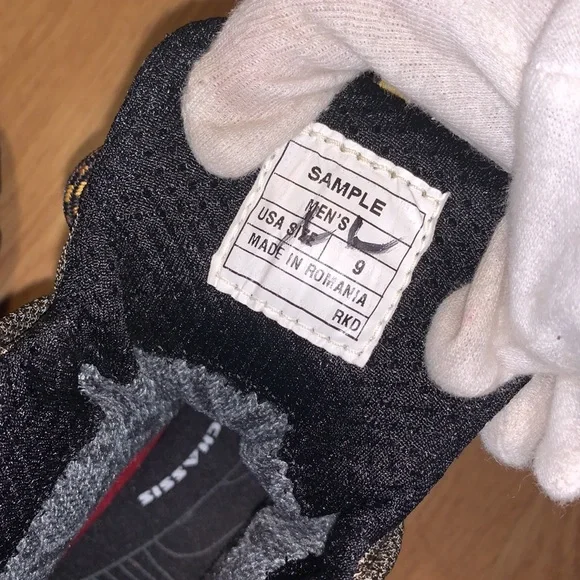 SAMPLE
MEN'S
USA SIZE 9
MADE IN ROMANIA
RKD
CHASSIS